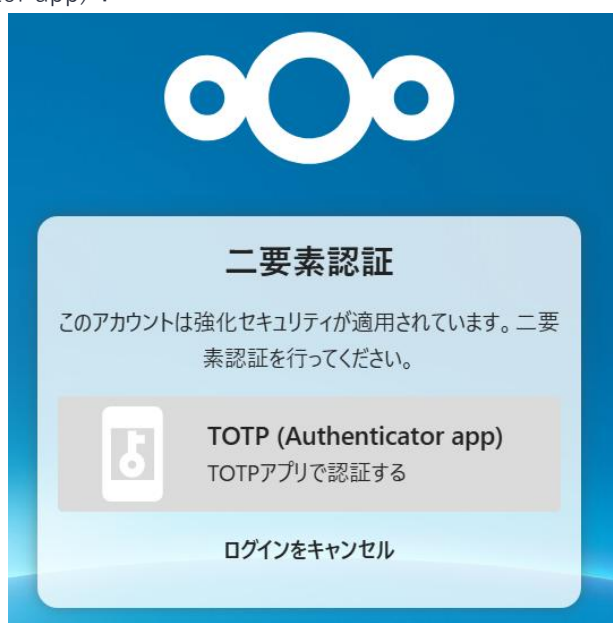 or app) .
二要素認証
このアカウントは強化セキュリティが適用されています。二要
素認証を行ってください。
TOTP (Authenticator app)
TOTPアプリで認証する
ログインをキャンセル